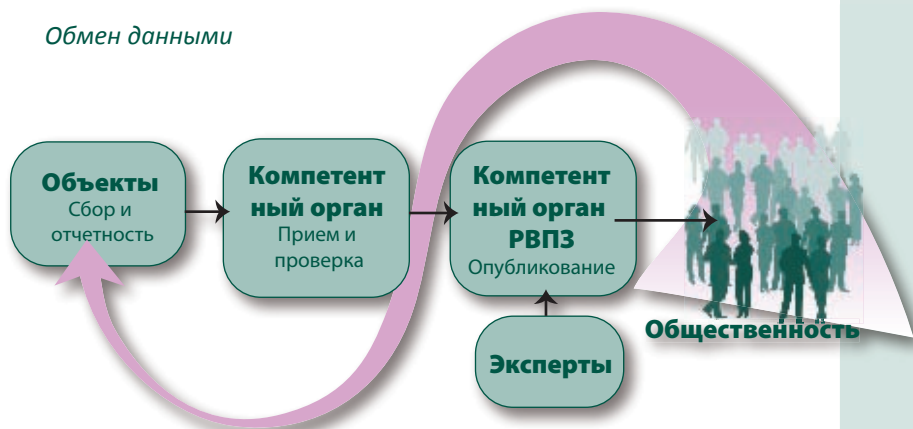 Обмен данными
Объекты
Сбор и
отчетность
Компетент
ный орган
Прием и
проверка
Компетент
ный орган
РВПЗ
Опубликование
Эксперты
Общественность